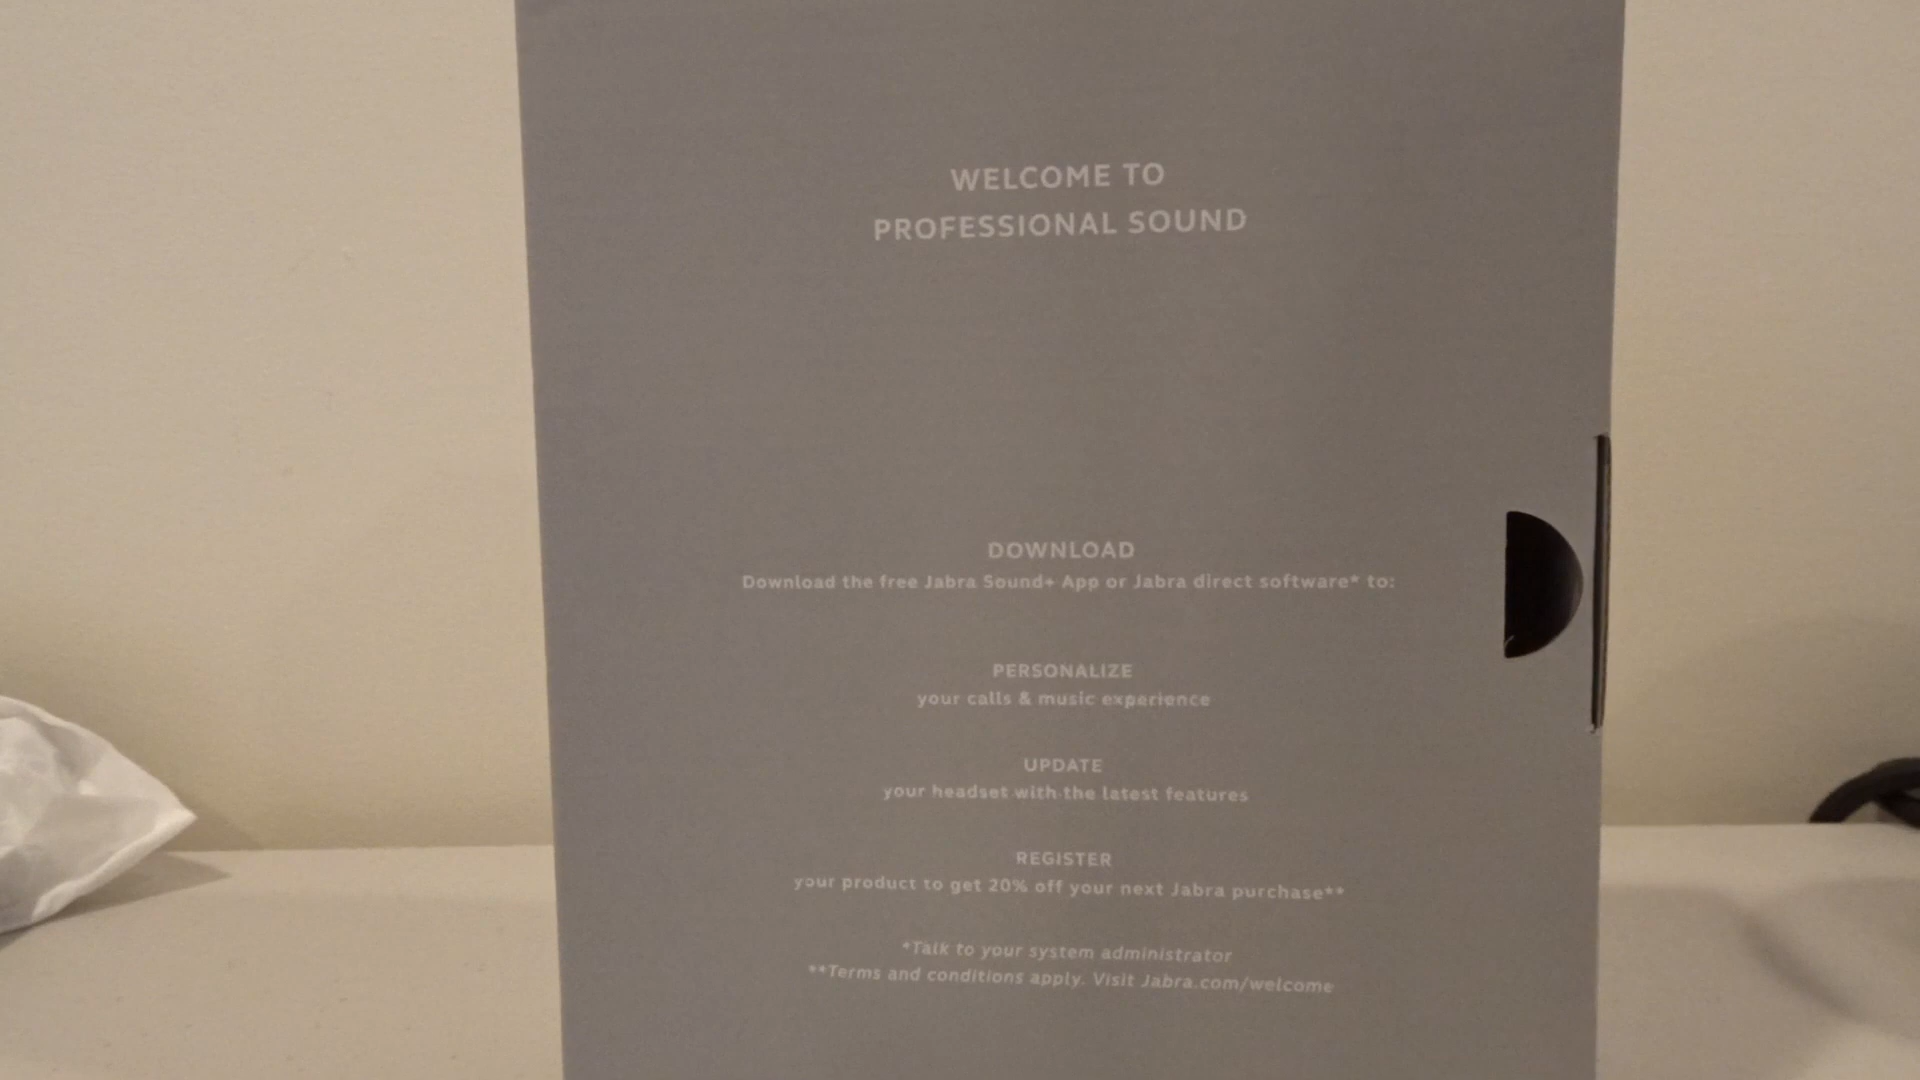 WELCOME TO
PROFESSIONAL SOUND
DOWNLOAD
Download the free Jabra Sound+ App or Jabra direct software* to:
PERSONALIZE
your calls & music experience
UPDATE
your headset with the latest features
REGISTER
your product to get 20% off your next Jabra purchase**
*Talk to your system administrator
**Terms and conditions apply. Visit Jabra.com/welcome